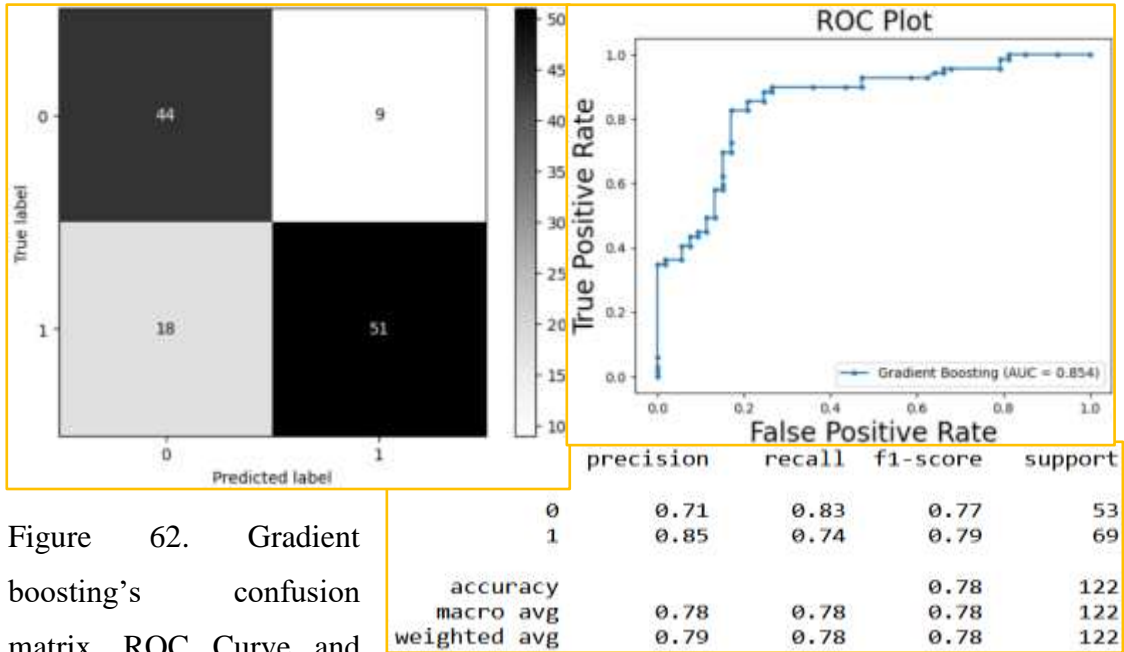 0
44
9
1
18
51
True label
0
1
Predicted label
50
45
40
35
30
25
20
15
10
ROC Plot
True Positive Rate
1.0
0.8
0.6
0.4
0.2
0.0
Gradient Boosting (AUC = 0.854)
0.0 0.2 0.4 0.6 0.8 1.0
False Positive Rate
precision recall f1-score support
0 0.71 0.83 0.77 53
1 0.85 0.74 0.79 69
accuracy 0.78 122
macro avg 0.78 0.78 0.78 122
weighted avg 0.79 0.78 0.78 122
Figure 62. Gradient
boosting’s confusion
matrix, ROC Curve and